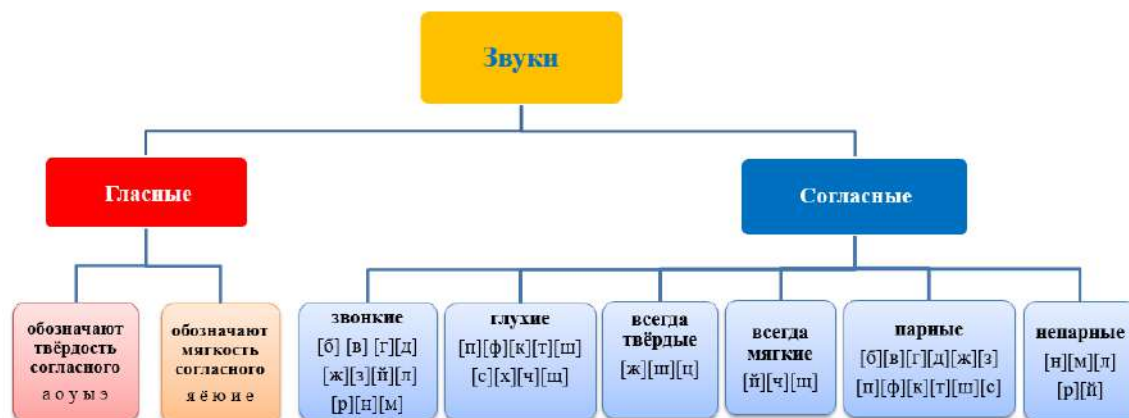 Звуки
Гласные
Согласные
обозначают
твёрдость
согласного
а о у ы э
обозначают
мягкость
согласного
я ё ю и е
звонкие
[б] [в] [г][д]
[ж][з][й][л]
[р][н][м]
глухие
[п][ф][к][т][ш]
[с][х][ч][щ]
всегда
твёрдые
[ж][ш][ц]
всегда
мягкие
[й][ч][щ]
парные
[б][в][г][д][ж][з]
[п][ф][к][т][ш][с]
непарные
[н][м][л]
[р][й]